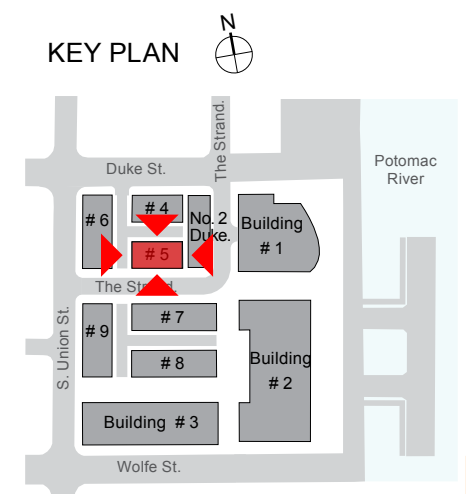 N
KEY PLAN
The Strand.
Duke St.
Potomac
River
# 6
# 4
No. 2
Duke.
Building
# 1
# 5
The Strand.
S. Union St.
# 9
# 7
# 8
Building
# 2
Building # 3
Wolfe St.